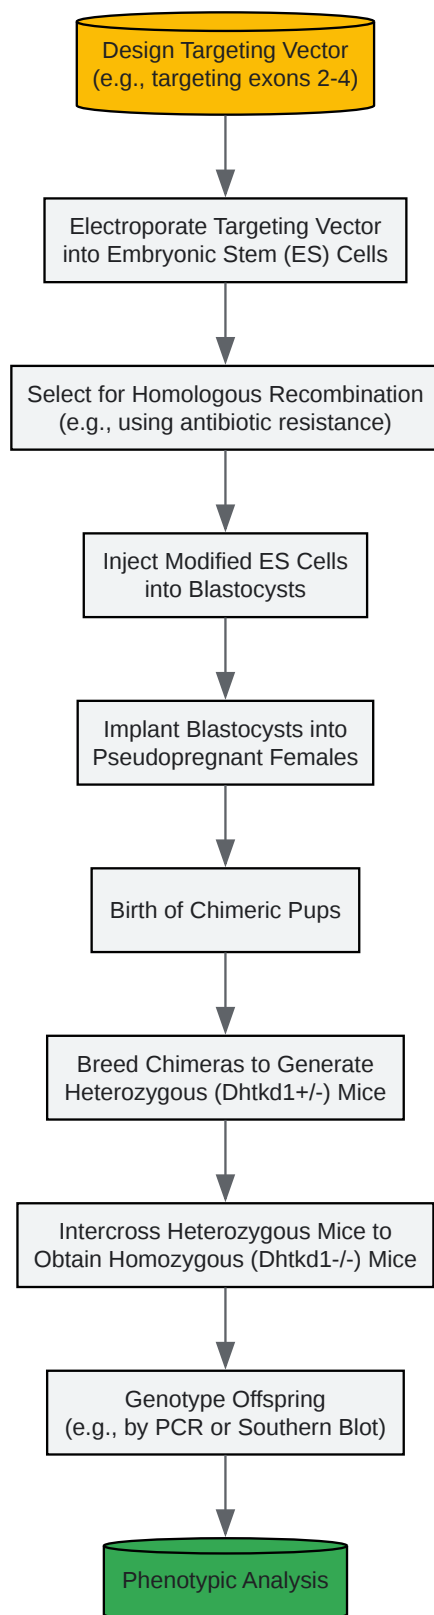 Design Targeting Vector
(e.g., targeting exons 2-4)
Electroporate Targeting Vector
into Embryonic Stem (ES) Cells
Select for Homologous Recombination
(e.g., using antibiotic resistance)
Inject Modified ES Cells
into Blastocysts
Implant Blastocysts into
Pseudopregnant Females
Birth of Chimeric Pups
Breed Chimeras to Generate
Heterozygous (Dhtkd1+/-) Mice
Intercross Heterozygous Mice to
Obtain Homozygous (Dhtkd1-/-) Mice
Genotype Offspring
(e.g., by PCR or Southern Blot)
Phenotypic Analysis